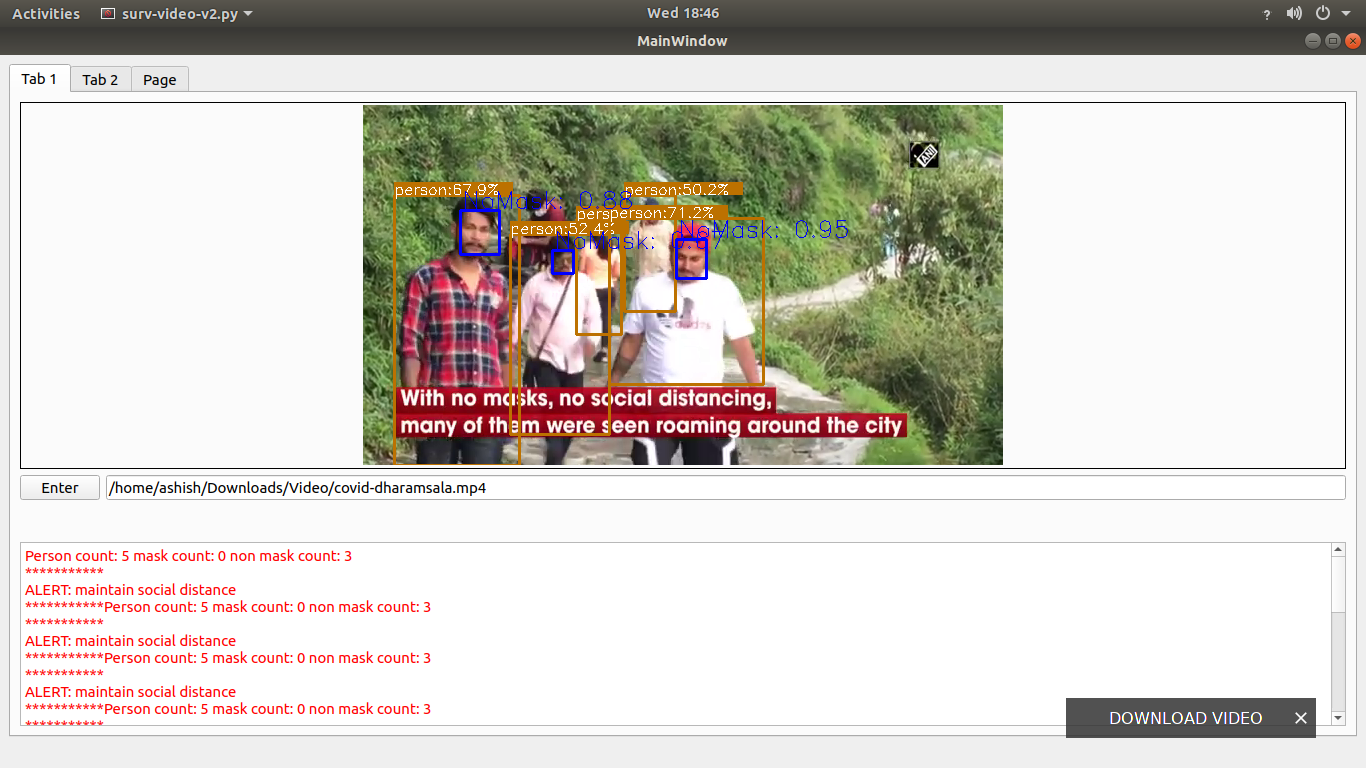 Activities surv-video-v2.py Wed 18:46
MainWindow
Tab 1 Tab 2 Page
ANI
person:67.9% person:50.2%
NoMask: 0.88
person:71.2%
person:52.4% NoMask: 0.95
NoMask:
With no masks, no social distancing,
many of them were seen roaming around the city
Enter /home/ashish/Downloads/Video/covid-dharamsala.mp4
Person count: 5 mask count: 0 non mask count: 3
***********
ALERT: maintain social distance
***********Person count: 5 mask count: 0 non mask count: 3
***********
ALERT: maintain social distance
***********Person count: 5 mask count: 0 non mask count: 3
***********
ALERT: maintain social distance
***********Person count: 5 mask count: 0 non mask count: 3
***********
DOWNLOAD VIDEO